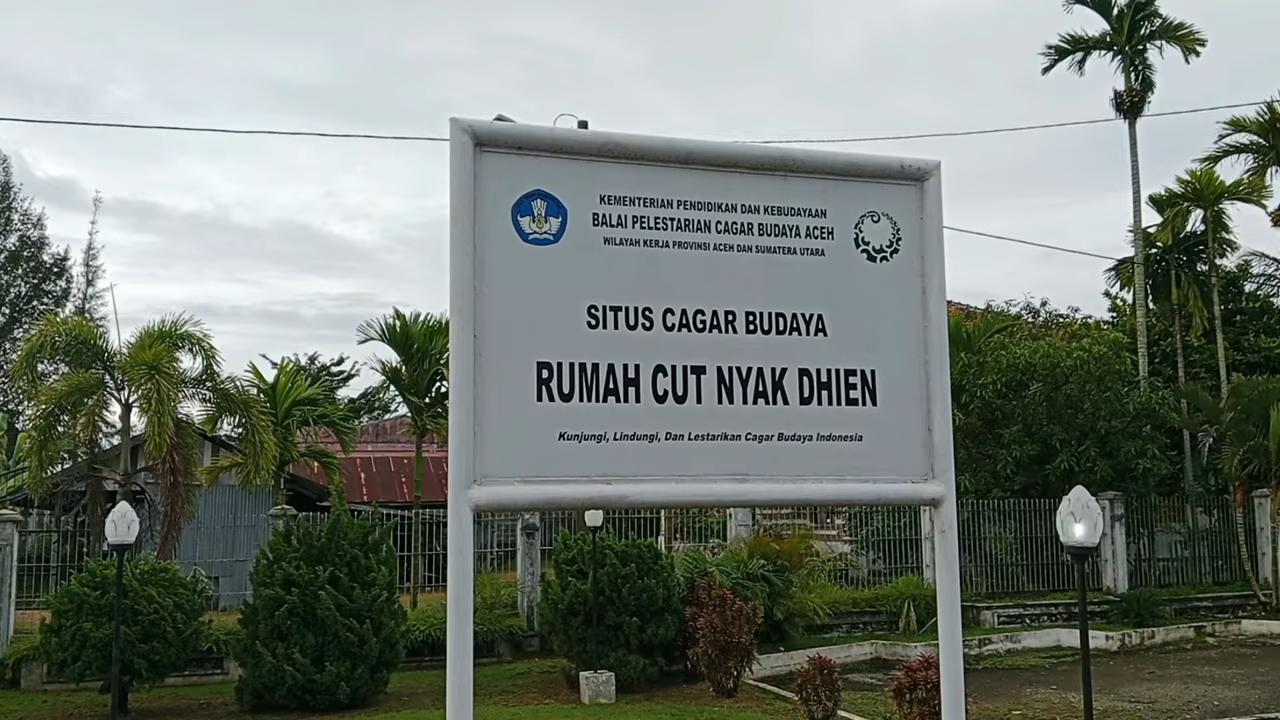 KEMENTERIAN PENDIDIKAN DAN KEBUDAYAAN
BALAI PELESTARIAN CAGAR BUDAYA ACEH
WILAYAH KERJA PROVINSI ACEH DAN SUMATERA UTARA
SITUS CAGAR BUDAYA
RUMAH CUT NYAK DHIEN
Kunjungi, Lindungi, Dan Lestarikan Cagar Budaya Indonesia